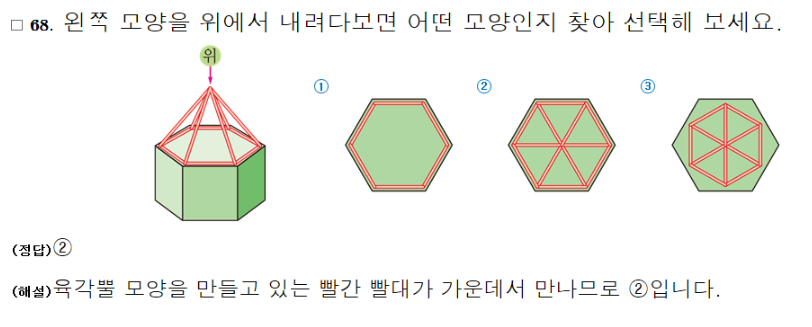 □ 68. 왼쪽 모양을 위에서 내려다보면 어떤 모양인지 찾아 선택해 보세요.
위
① ② ③
(정답)②
(해설)육각뿔 모양을 만들고 있는 빨간 빨대가 가운데서 만나므로 ②입니다.